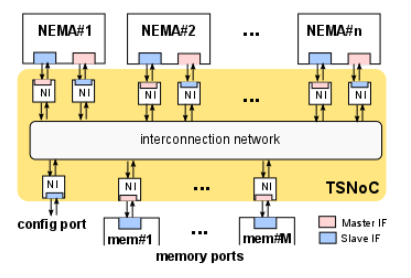 NEMA#1 NEMA#2 ... NEMA#n
NI NI NI NI ... NI NI
interconnection network
NI NI ... NI TSNoC
config port
mem#1 ... mem#M
memory ports
Master IF
Slave IF